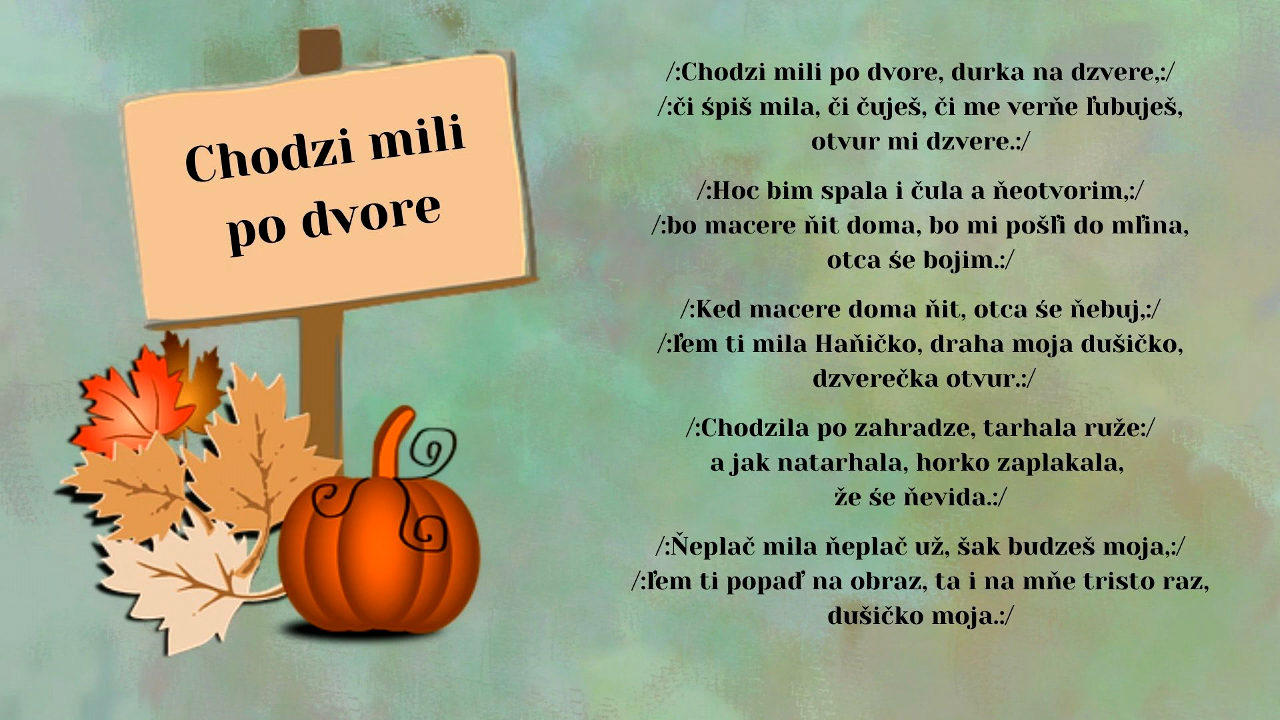 Chodzi mili
po dvore
/:Chodzi mili po dvore, durka na dzvere,:/
/:či śpiš mila, či čuješ, či me verňe ľubuješ,
otvur mi dzvere.:/
/:Hoc bim spala i čula a ňeotvorim,:/
/:bo macere ňit doma, bo mi pošľi do mľina,
otca śe bojim.:/
/:Ked macere doma ňit, otca śe ňebuj,:/
/:ľem ti mila Haňičko, draha moja dušičko,
dzverečka otvur.:/
/:Chodzila po zahradze, tarhala ruže:/
a jak natarhala, horko zaplakala,
že śe ňevida.:/
/:Ňeplač mila ňeplač už, šak budzeš moja,:/
/:ľem ti popaď na obraz, ta i na mňe tristo raz,
dušičko moja.:/